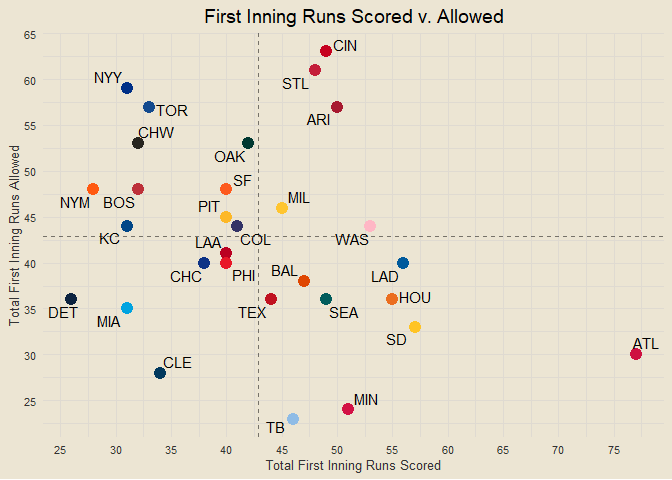 First Inning Runs Scored v. Allowed
65
CIN
60
STL
NYY
TOR
ARI
55
CHW
OAK
50
SF
NYM
BOS
MIL
PIT
45
KC
COL
WAS
LAA
40
CHC
PHI
BAL
LAD
DET
TEX
SEA
HOU
35
MIA
SD
ATL
30
CLE
25
MIN
TB
25
30
35
40
45
50
55
60
65
70
75
Total First Inning Runs Scored
Total First Inning Runs Allowed